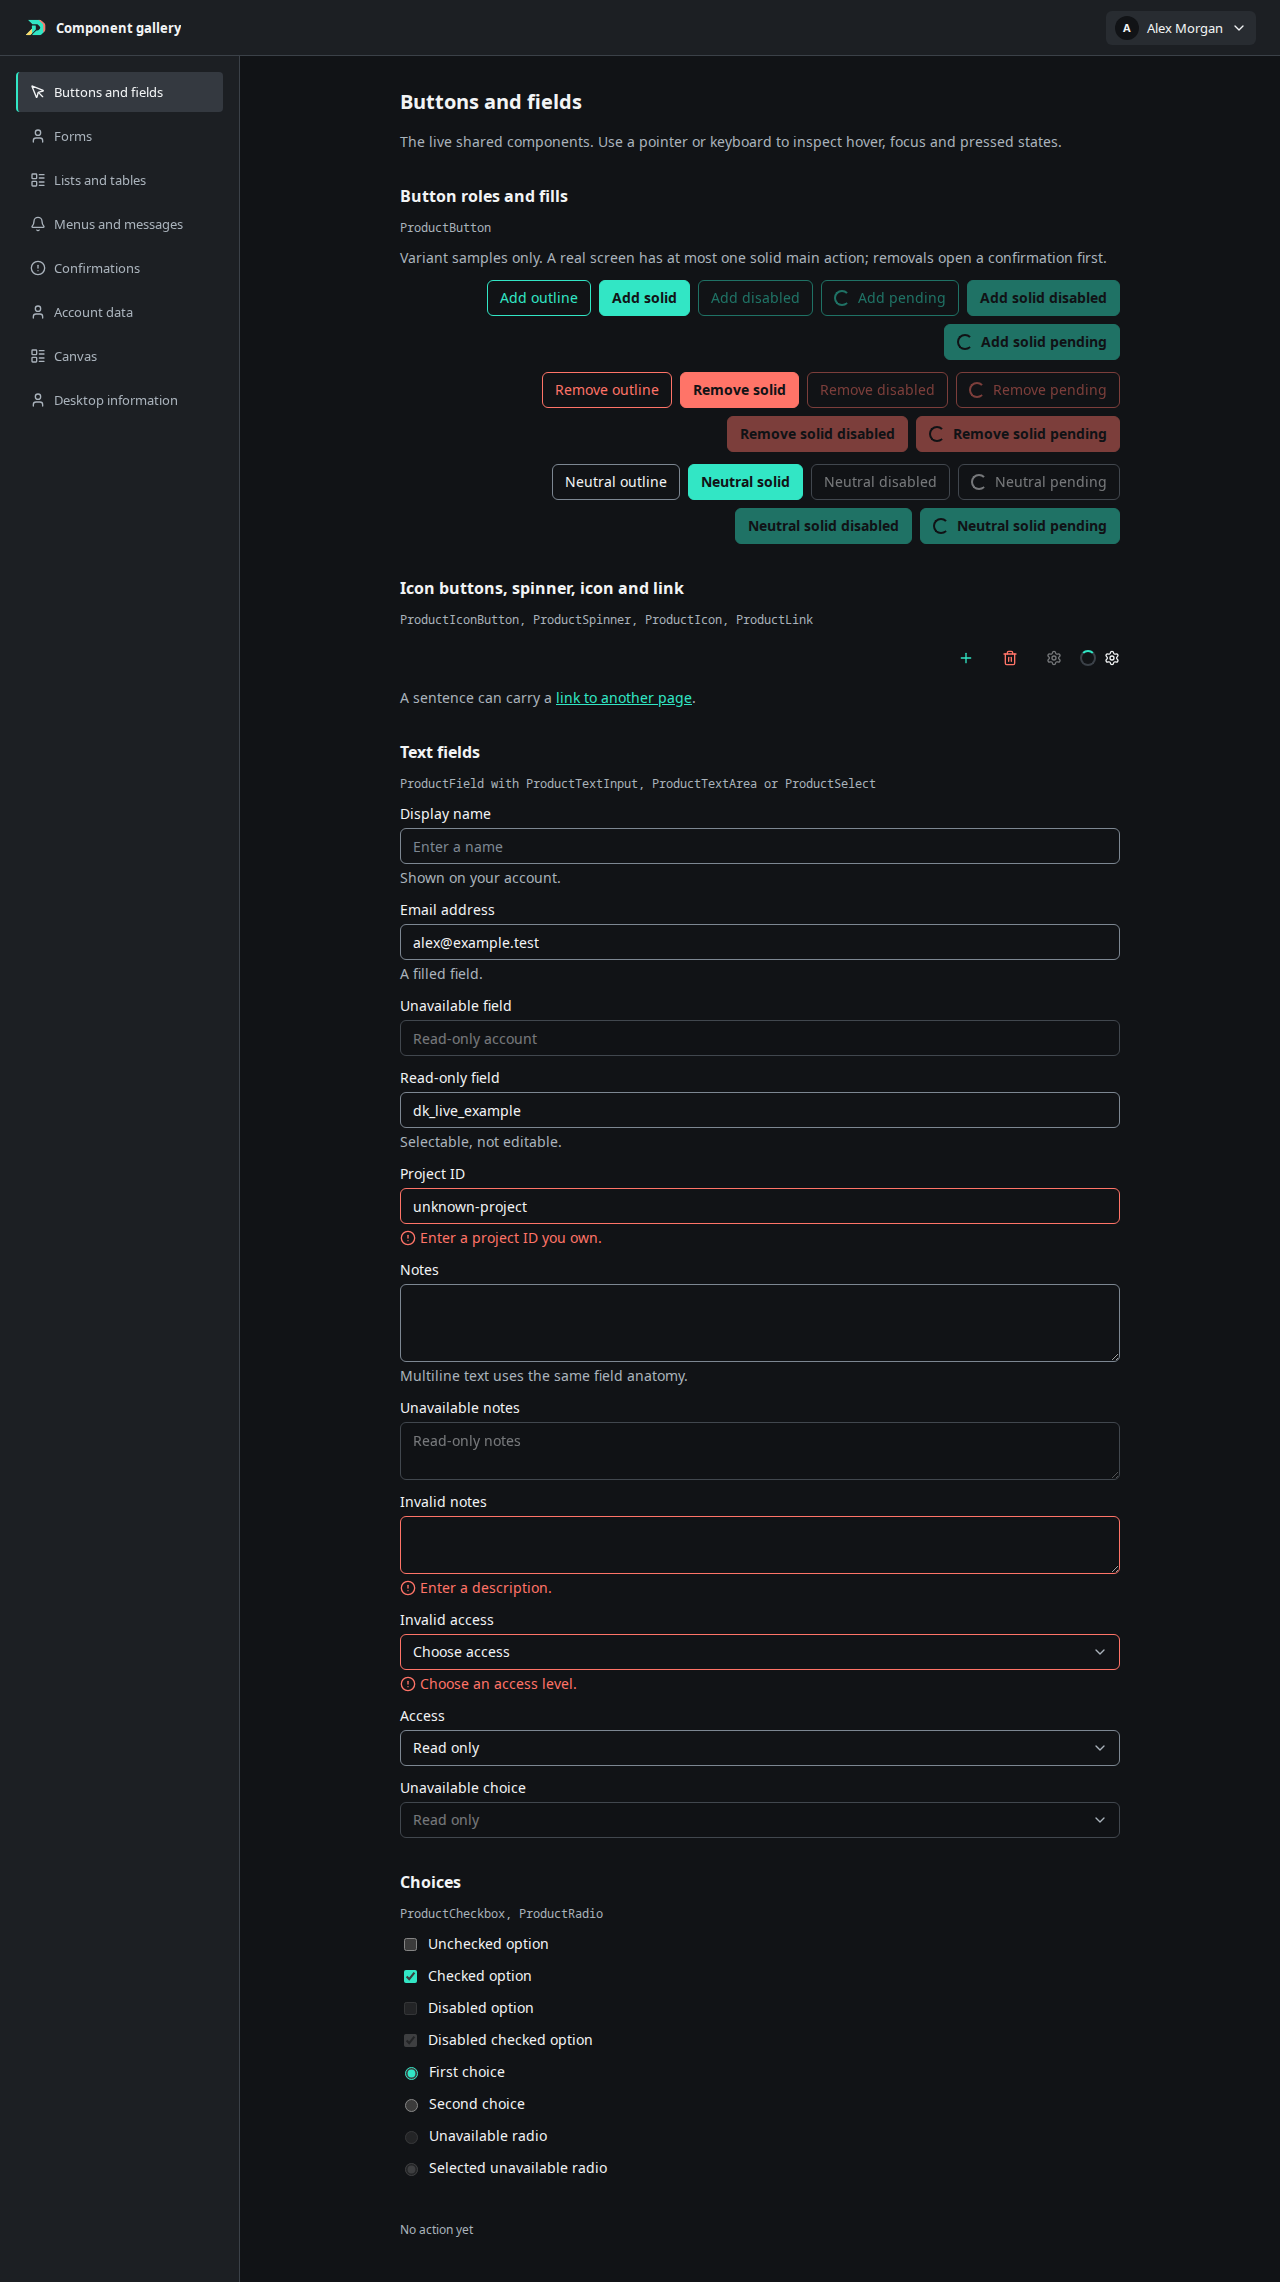 Component gallery
A
Alex Morgan
Buttons and fields
Forms
Lists and tables
Menus and messages
Confirmations
Account data
Canvas
Desktop information
Buttons and fields
The live shared components. Use a pointer or keyboard to inspect hover, focus and pressed states.
Button roles and fills
ProductButton
Variant samples only. A real screen has at most one solid main action; removals open a confirmation first.
Add outline Add solid Add disabled Add pending Add solid disabled
Add solid pending
Remove outline Remove solid Remove disabled Remove pending
Remove solid disabled Remove solid pending
Neutral outline Neutral solid Neutral disabled Neutral pending
Neutral solid disabled Neutral solid pending
Icon buttons, spinner, icon and link
ProductIconButton, ProductSpinner, ProductIcon, ProductLink
A sentence can carry a link to another page.
Text fields
ProductField with ProductTextInput, ProductTextArea or ProductSelect
Display name
Enter a name
Shown on your account.
Email address
alex@example.test
A filled field.
Unavailable field
Read-only account
Read-only field
dk_live_example
Selectable, not editable.
Project ID
unknown-project
Enter a project ID you own.
Notes
Multiline text uses the same field anatomy.
Unavailable notes
Read-only notes
Invalid notes
Enter a description.
Invalid access
Choose access
Choose an access level.
Access
Read only
Unavailable choice
Read only
Choices
ProductCheckbox, ProductRadio
Unchecked option
Checked option
Disabled option
Disabled checked option
First choice
Second choice
Unavailable radio
Selected unavailable radio
No action yet